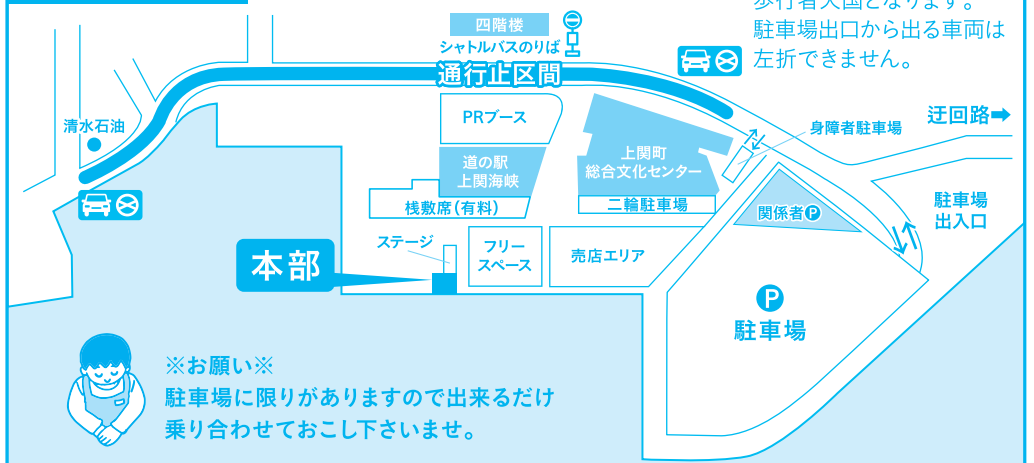 歩行者天国となります。
駐車場出口から出る車両は
左折できません。
四階楼
シャトルバスのりば
通行止区間
清水石油
PRブース
道の駅
上関海峡
桟敷席(有料)
上関町
総合文化センター
二輪駐車場
身障者駐車場
迂回路
駐車場
出入口
関係者P
ステージ
フリー
スペース
売店エリア
本部
P
駐車場
※お願い※
駐車場に限りがありますので出来るだけ
乗り合わせておこし下さいませ。